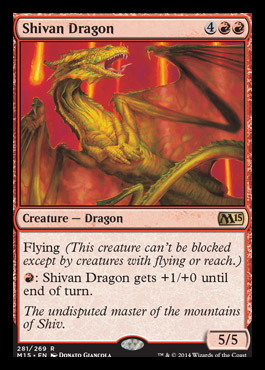 Shivan Dragon 4
Creature — Dragon M15
Flying (This creature can't be blocked
except by creatures with flying or reach.)
: Shivan Dragon gets +1/+0 until
end of turn.
The undisputed master of the mountains
of Shiv.
5/5
281/269 R
M15 • EN Donato Giancola ™ & © 2014 Wizards of the Coast